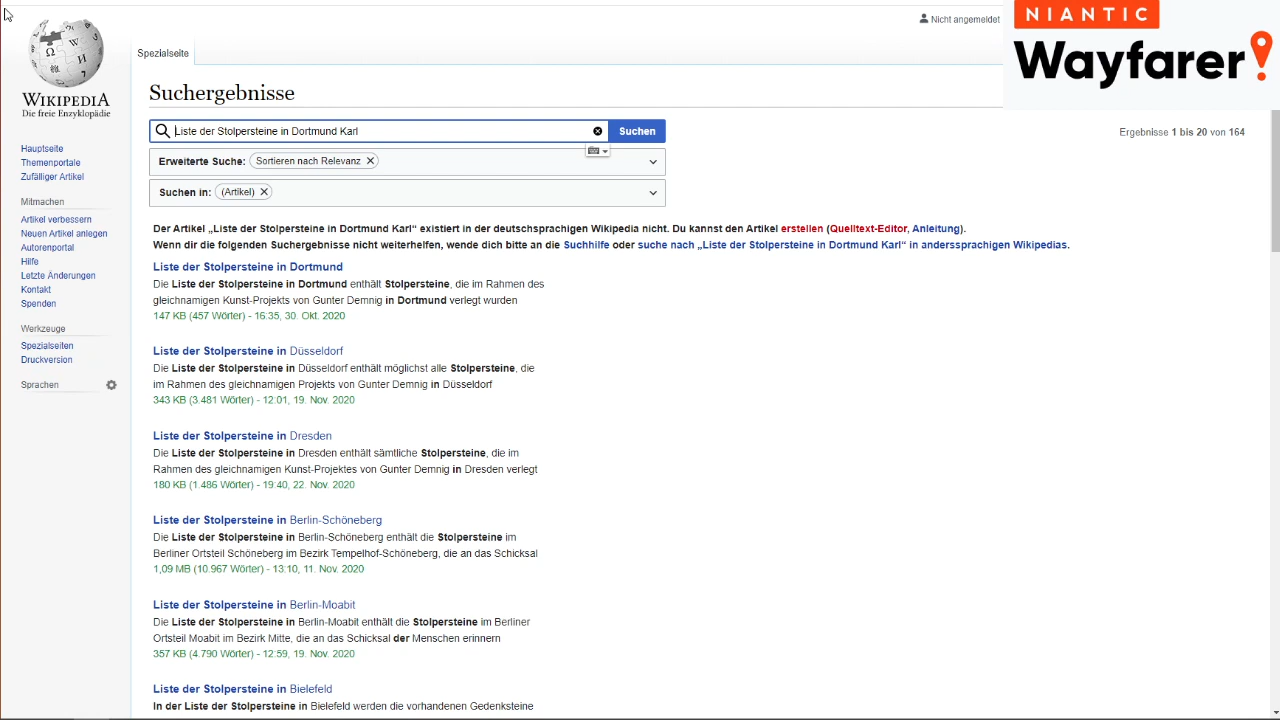 Nicht angemeldet
NIANTIC
Wayfarer!
WIKIPEDIA
Die freie Enzyklopädie
Hauptseite
Themenportale
Zufälliger Artikel
Mitmachen
Artikel verbessern
Neuen Artikel anlegen
Autorenportal
Hilfe
Letzte Änderungen
Kontakt
Spenden
Werkzeuge
Spezialseiten
Druckversion
Sprachen
Spezialseite
Suchergebnisse
Liste der Stolpersteine in Dortmund Karl
Suchen
Ergebnisse 1 bis 20 von 164
Erweiterte Suche: Sortieren nach Relevanz
Suchen in: (Artikel)
Der Artikel „Liste der Stolpersteine in Dortmund Karl“ existiert in der deutschsprachigen Wikipedia nicht. Du kannst den Artikel erstellen (Quelltext-Editor, Anleitung).
Wenn dir die folgenden Suchergebnisse nicht weiterhelfen, wende dich bitte an die Suchhilfe oder suche nach „Liste der Stolpersteine in Dortmund Karl“ in anderssprachigen Wikipedias.
Liste der Stolpersteine in Dortmund
Die Liste der Stolpersteine in Dortmund enthält Stolpersteine, die im Rahmen des
gleichnamigen Kunst-Projekts von Gunter Demnig in Dortmund verlegt wurden
147 KB (457 Wörter) - 16:35, 30. Okt. 2020
Liste der Stolpersteine in Düsseldorf
Die Liste der Stolpersteine in Düsseldorf enthält möglichst alle Stolpersteine, die
im Rahmen des gleichnamigen Projekts von Gunter Demnig in Düsseldorf
343 KB (3.481 Wörter) - 12:01, 19. Nov. 2020
Liste der Stolpersteine in Dresden
Die Liste der Stolpersteine in Dresden enthält sämtliche Stolpersteine, die im
Rahmen des gleichnamigen Kunst-Projektes von Gunter Demnig in Dresden verlegt
180 KB (1.486 Wörter) - 19:40, 22. Nov. 2020
Liste der Stolpersteine in Berlin-Schöneberg
Die Liste der Stolpersteine in Berlin-Schöneberg enthält die Stolpersteine im
Berliner Ortsteil Schöneberg im Bezirk Tempelhof-Schöneberg, die an das Schicksal
1,09 MB (10.967 Wörter) - 13:10, 11. Nov. 2020
Liste der Stolpersteine in Berlin-Moabit
Die Liste der Stolpersteine in Berlin-Moabit enthält die Stolpersteine im Berliner
Ortsteil Moabit im Bezirk Mitte, die an das Schicksal der Menschen erinnern
357 KB (4.790 Wörter) - 12:59, 19. Nov. 2020
Liste der Stolpersteine in Bielefeld
In der Liste der Stolpersteine in Bielefeld werden die vorhandenen Gedenksteine